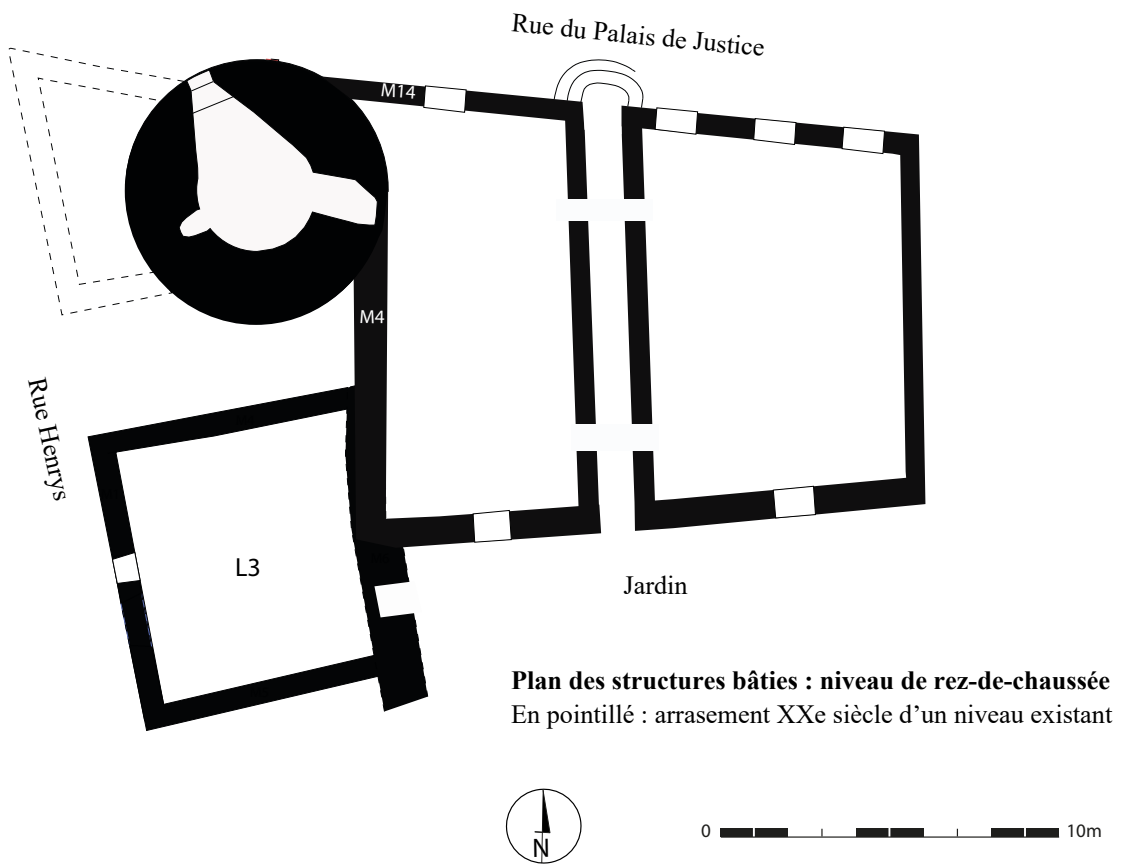 Rue du Palais de Justice
M14
M4
Rue Henrys
L3
Jardin
Plan des structures bâties : niveau de rez-de-chaussée
En pointillé : arrasement XXe siècle d’un niveau existant
N
0 10m